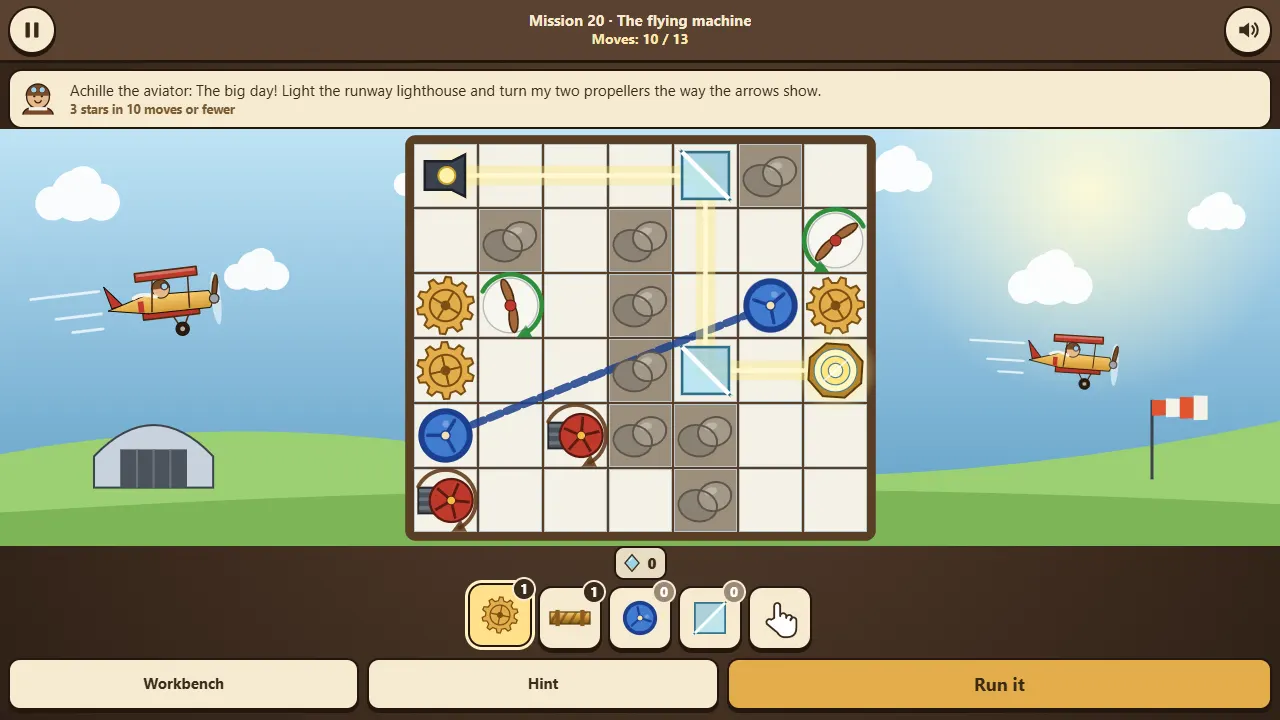 Mission 20 · The flying machine
Moves: 10 / 13
Achille the aviator: The big day! Light the runway lighthouse and turn my two propellers the way the arrows show.
3 stars in 10 moves or fewer
0
1
1
0
0
Workbench
Hint
Run it